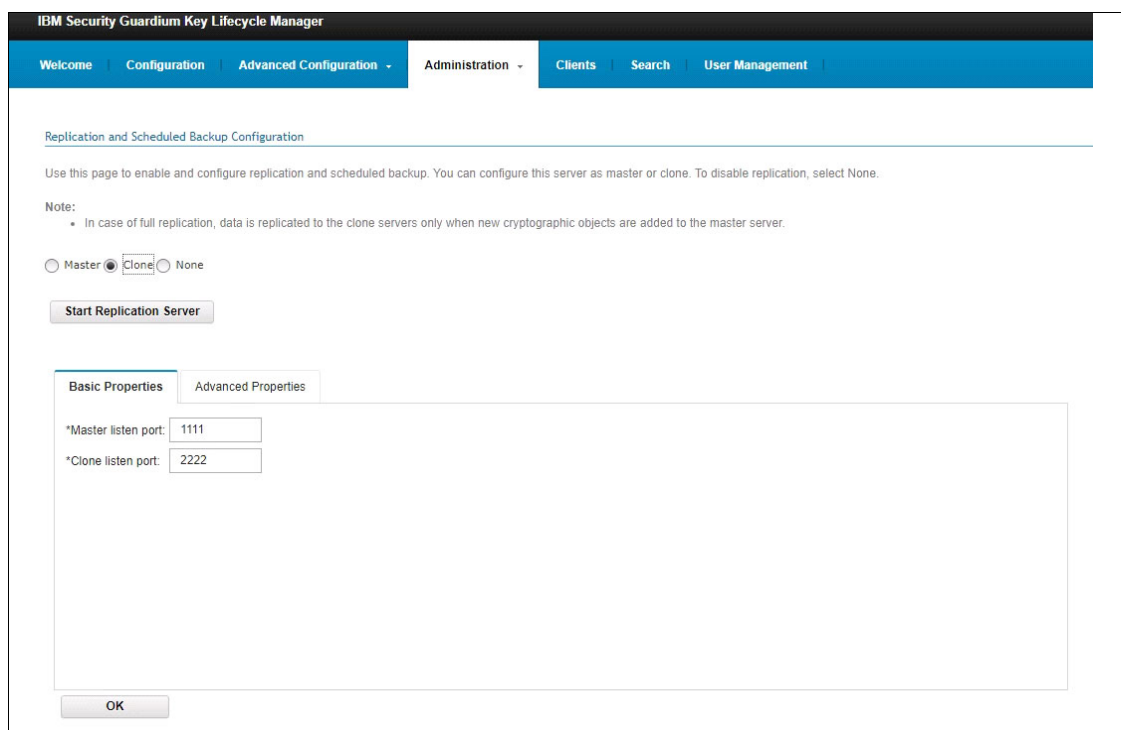 IBM Security Guardium Key Lifecycle Manager
Welcome Configuration Advanced Configuration Administration Clients Search User Management
Replication and Scheduled Backup Configuration
Use this page to enable and configure replication and scheduled backup. You can configure this server as master or clone. To disable replication, select None.
Note:
• In case of full replication, data is replicated to the clone servers only when new cryptographic objects are added to the master server.
Master Clone None
Start Replication Server
Basic Properties Advanced Properties
*Master listen port: 1111
*Clone listen port: 2222
OK